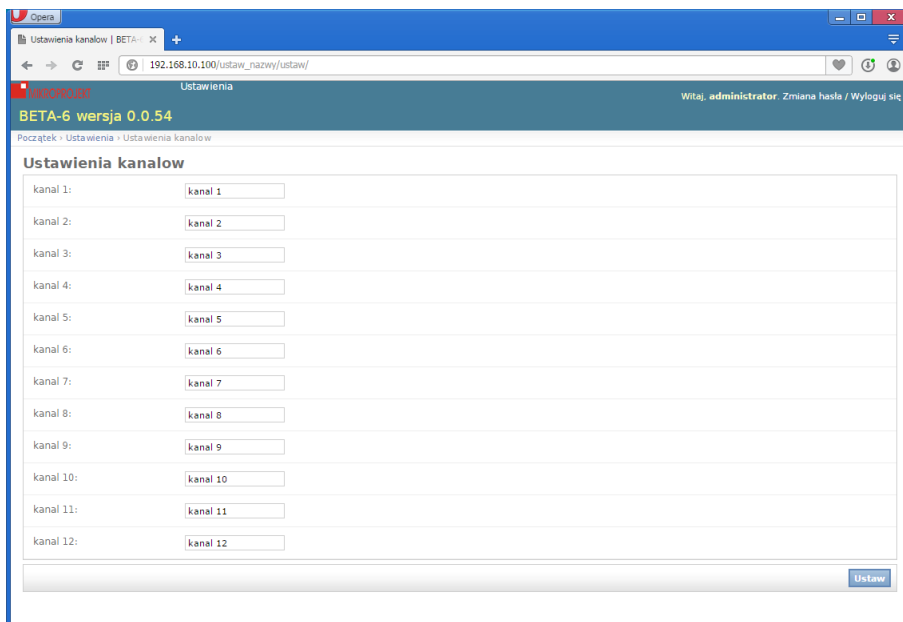 Opera
Ustawienia kanalow | BETA-6
192.168.10.100/ustaw_nazwy/ustaw/
Ustawienia
Witaj, administrator. Zmiana hasła / Wyloguj się
BETA-6 wersja 0.0.54
Początek › Ustawienia › Ustawienia kanalow
Ustawienia kanalow
kanal 1: kanal 1
kanal 2: kanal 2
kanal 3: kanal 3
kanal 4: kanal 4
kanal 5: kanal 5
kanal 6: kanal 6
kanal 7: kanal 7
kanal 8: kanal 8
kanal 9: kanal 9
kanal 10: kanal 10
kanal 11: kanal 11
kanal 12: kanal 12
Ustaw